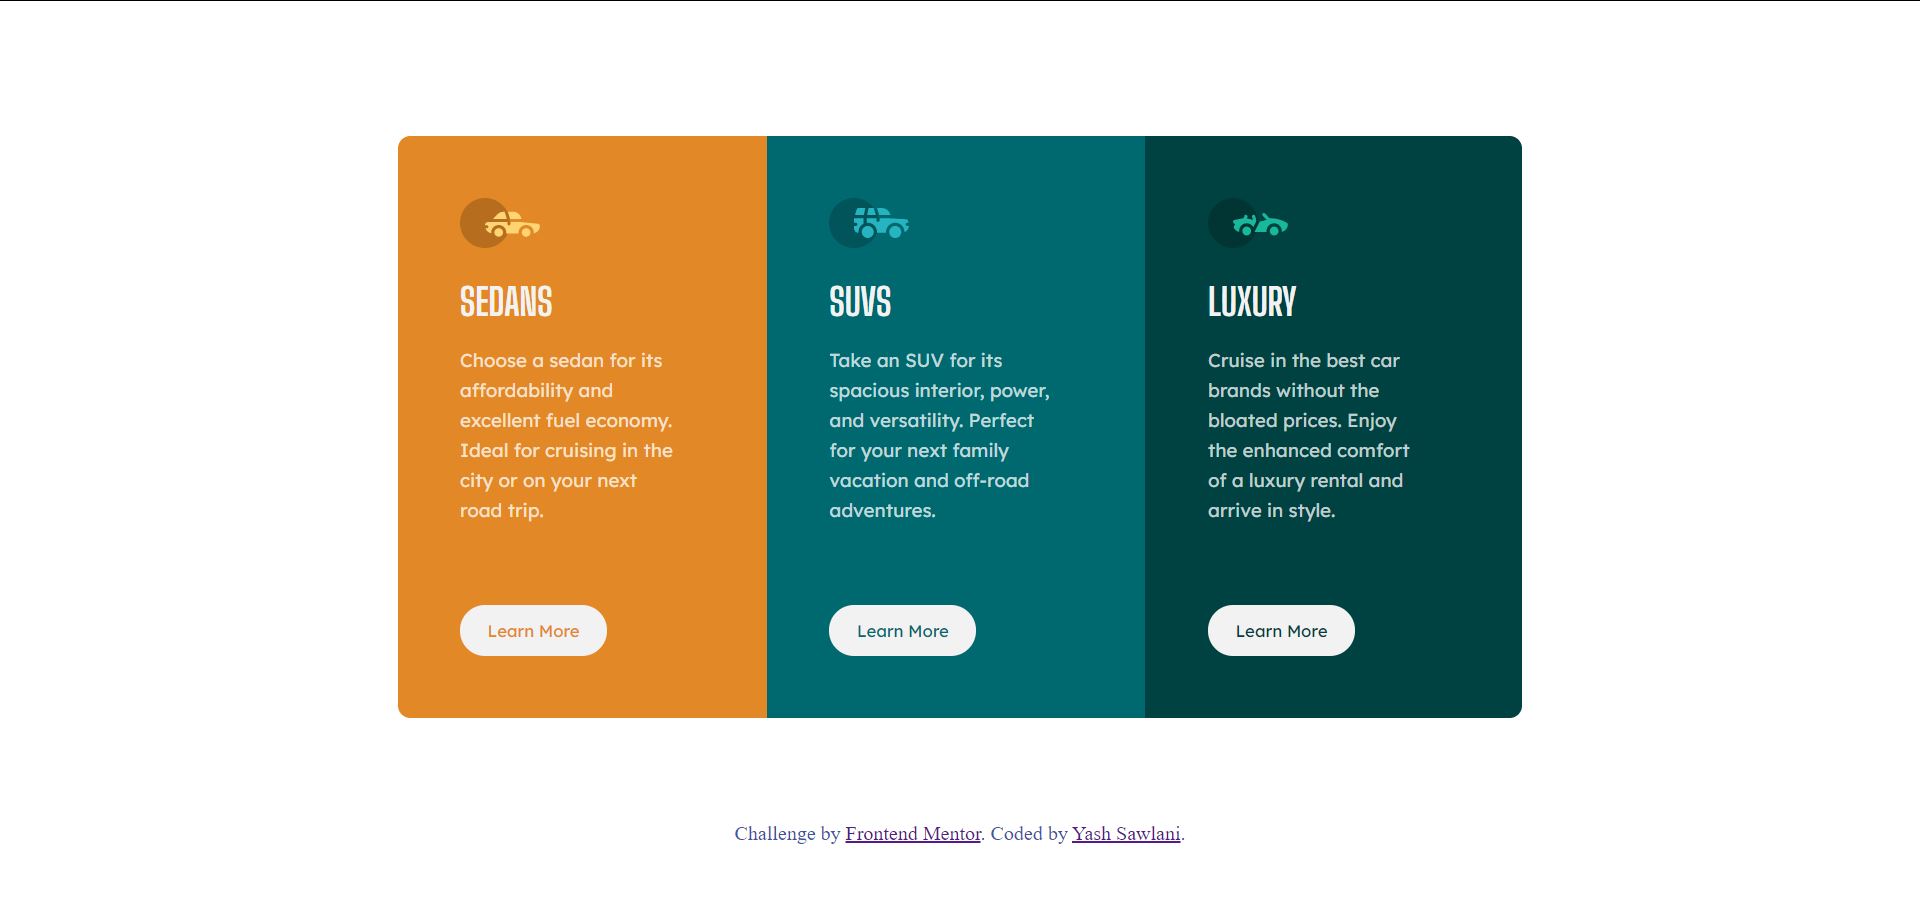 SEDANS
Choose a sedan for its
affordability and
excellent fuel economy.
Ideal for cruising in the
city or on your next
road trip.
Learn More
SUVS
Take an SUV for its
spacious interior, power,
and versatility. Perfect
for your next family
vacation and off-road
adventures.
Learn More
LUXURY
Cruise in the best car
brands without the
bloated prices. Enjoy
the enhanced comfort
of a luxury rental and
arrive in style.
Learn More
Challenge by Frontend Mentor. Coded by Yash Sawlani.